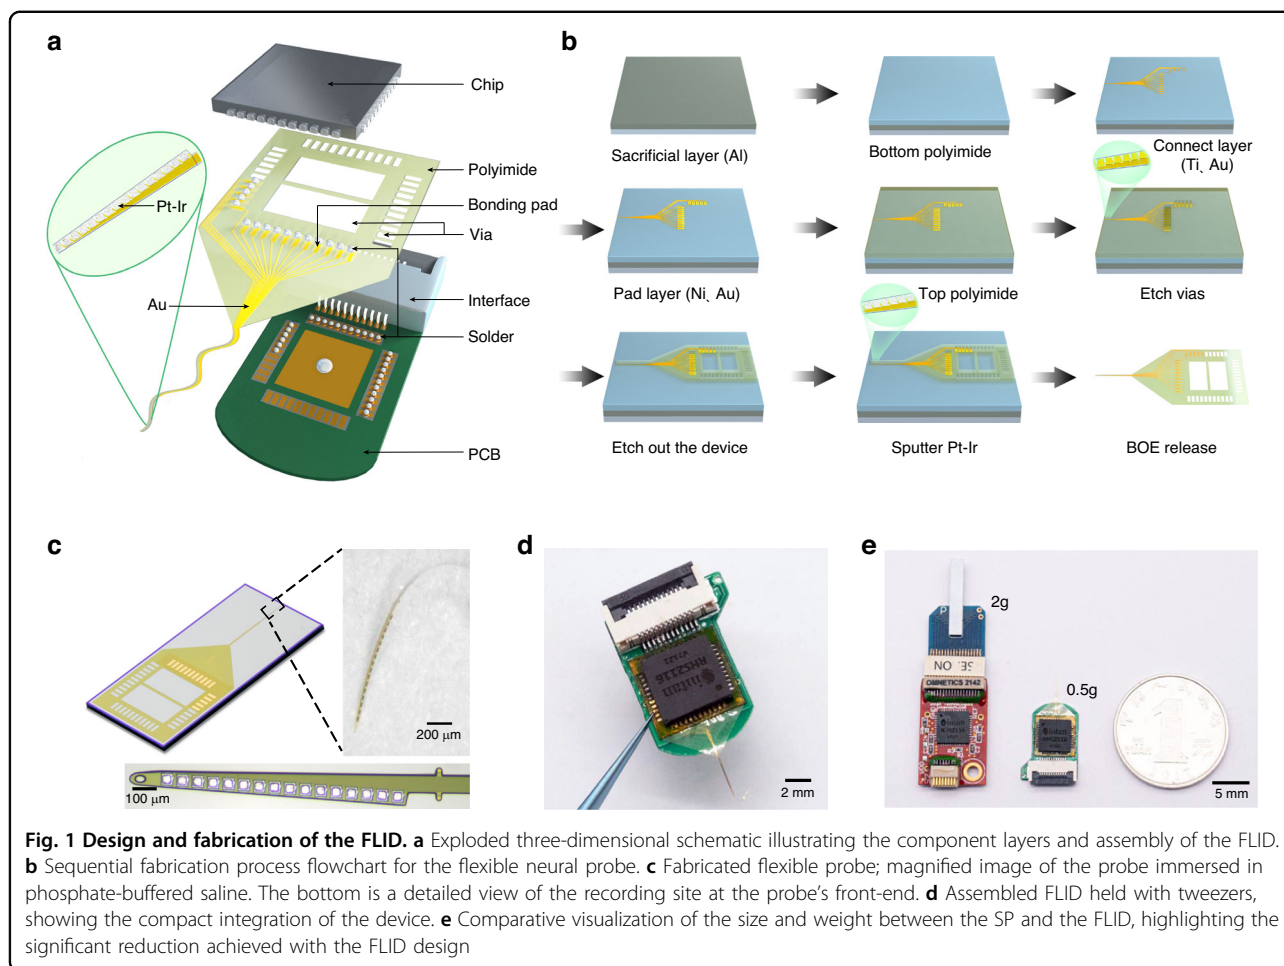 a
Chip
Polyimide
Pt-Ir
Bonding pad
Via
Au
Interface
Solder
PCB
b
Sacrificial layer (Al)
Bottom polyimide
Connect layer
(Ti、Au)
Pad layer (Ni、Au)
Top polyimide
Etch vias
Etch out the device
Sputter Pt-Ir
BOE release
c
200 μm
100 μm
d
intan
RHS2116
2 mm
e
2g
OMNETICS 2142
0.5g
intan
5 mm
Fig. 1 Design and fabrication of the FLID. a Exploded three-dimensional schematic illustrating the component layers and assembly of the FLID.
b Sequential fabrication process flowchart for the flexible neural probe. c Fabricated flexible probe; magnified image of the probe immersed in
phosphate-buffered saline. The bottom is a detailed view of the recording site at the probe's front-end. d Assembled FLID held with tweezers,
showing the compact integration of the device. e Comparative visualization of the size and weight between the SP and the FLID, highlighting the
significant reduction achieved with the FLID design